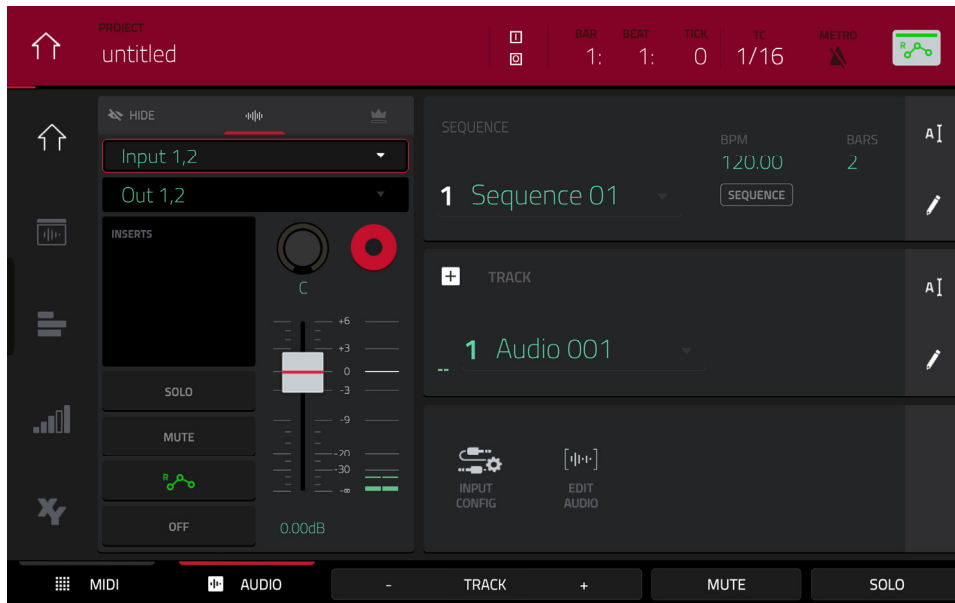 PROJECT
untitled
BAR BEAT TICK TC METRO
1: 1: 0 1/16
R
HIDE
Input 1,2
Out 1,2
INSERTS
C
+6
+3
0
-3
-9
-20
-30
-∞
SOLO
MUTE
R
OFF
0.00dB
SEQUENCE
BPM BARS
120.00 2
1 Sequence 01
SEQUENCE
TRACK
1 Audio 001
INPUT CONFIG
EDIT AUDIO
A
A
XY
MIDI AUDIO - TRACK + MUTE SOLO